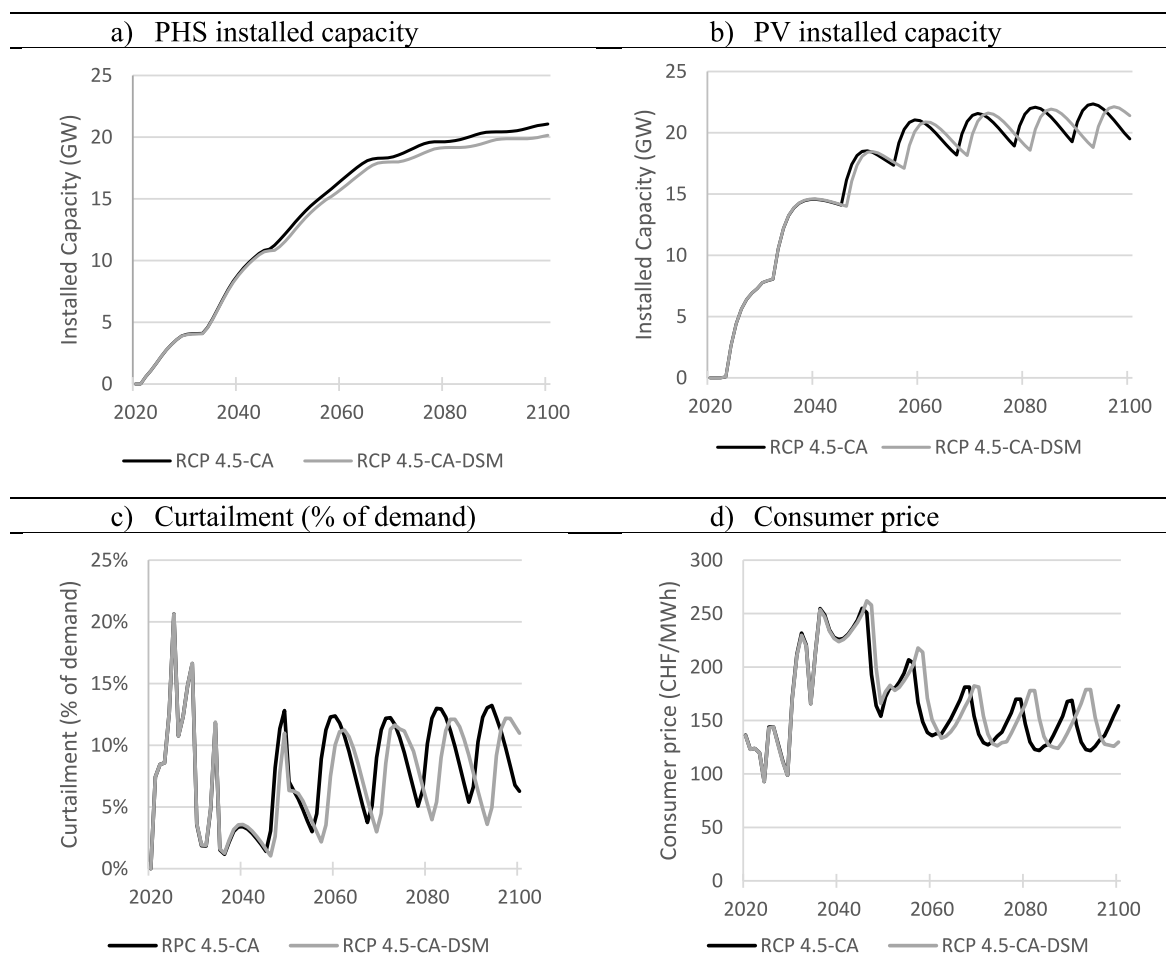 a) PHS installed capacity
b) PV installed capacity
25
20
15
10
5
0
Installed Capacity (GW)
2020 2040 2060 2080 2100
RCP 4.5-CA RCP 4.5-CA-DSM
25
20
15
10
5
0
Installed Capacity (GW)
2020 2040 2060 2080 2100
RCP 4.5-CA RCP 4.5-CA-DSM
c) Curtailment (% of demand)
d) Consumer price
25%
20%
15%
10%
5%
0%
Curtailment (% of demand)
2020 2040 2060 2080 2100
RPC 4.5-CA RCP 4.5-CA-DSM
300
250
200
150
100
50
0
Consumer price (CHF/MWh)
2020 2040 2060 2080 2100
RCP 4.5-CA RCP 4.5-CA-DSM